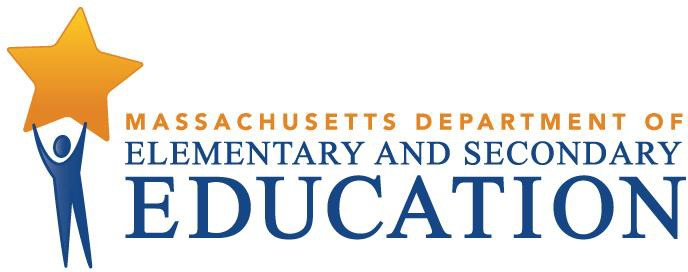 MASSACHUSETTS DEPARTMENT OF
ELEMENTARY AND SECONDARY
EDUCATION